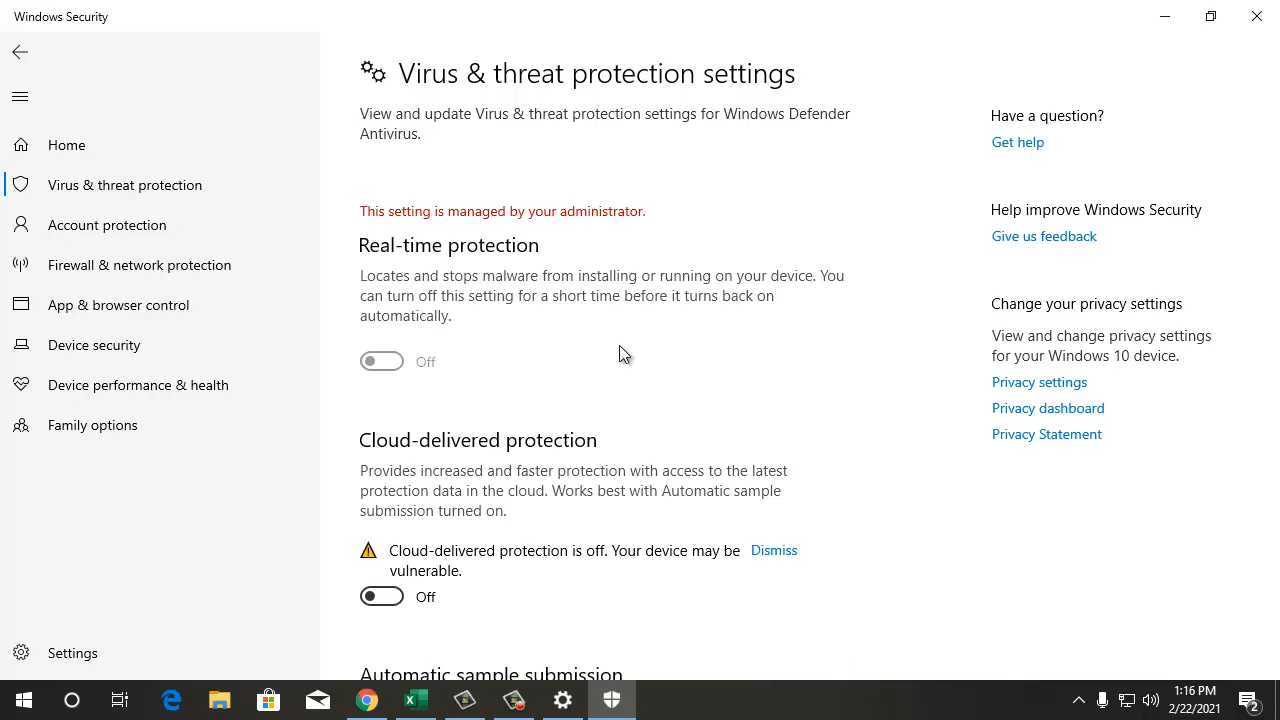 Windows Security
Home
Virus & threat protection
Account protection
Firewall & network protection
App & browser control
Device security
Device performance & health
Family options
Settings
Virus & threat protection settings
View and update Virus & threat protection settings for Windows Defender
Antivirus.
This setting is managed by your administrator.
Real-time protection
Locates and stops malware from installing or running on your device. You
can turn off this setting for a short time before it turns back on
automatically.
Off
Cloud-delivered protection
Provides increased and faster protection with access to the latest
protection data in the cloud. Works best with Automatic sample
submission turned on.
Cloud-delivered protection is off. Your device may be Dismiss
vulnerable.
Off
Automatic sample submission
Have a question?
Get help
Help improve Windows Security
Give us feedback
Change your privacy settings
View and change privacy settings
for your Windows 10 device.
Privacy settings
Privacy dashboard
Privacy Statement
1:16 PM
2/22/2021
2